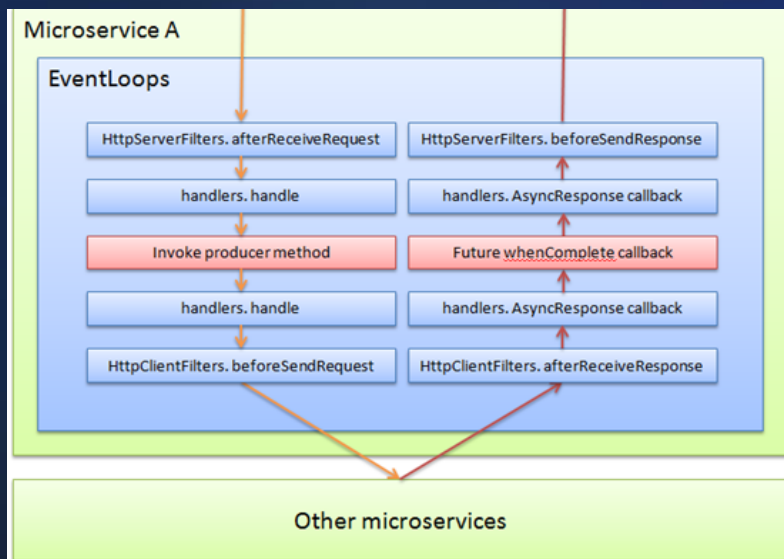 Microservice A
EventLoops
HttpServerFilters. afterReceiveRequest
HttpServerFilters. beforeSendResponse
handlers. handle
handlers. AsyncResponse callback
Invoke producer method
Future whenComplete callback
handlers. handle
handlers. AsyncResponse callback
HttpClientFilters. beforeSendRequest
HttpClientFilters. afterReceiveResponse
Other microservices